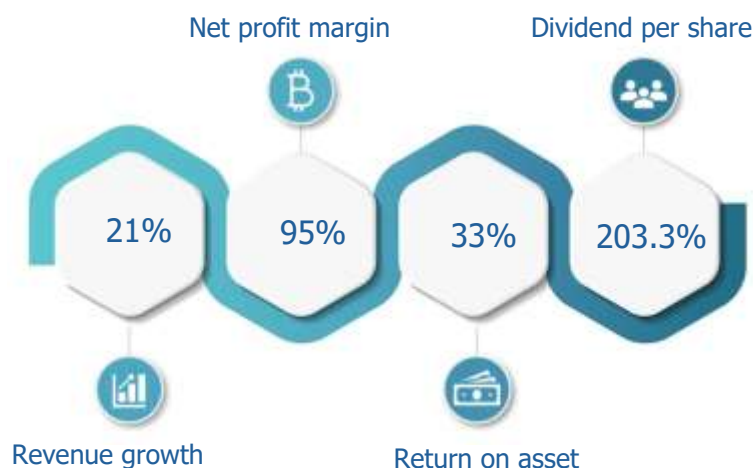 Net profit margin
Dividend per share
21%
95%
33%
203.3%
Revenue growth
Return on asset